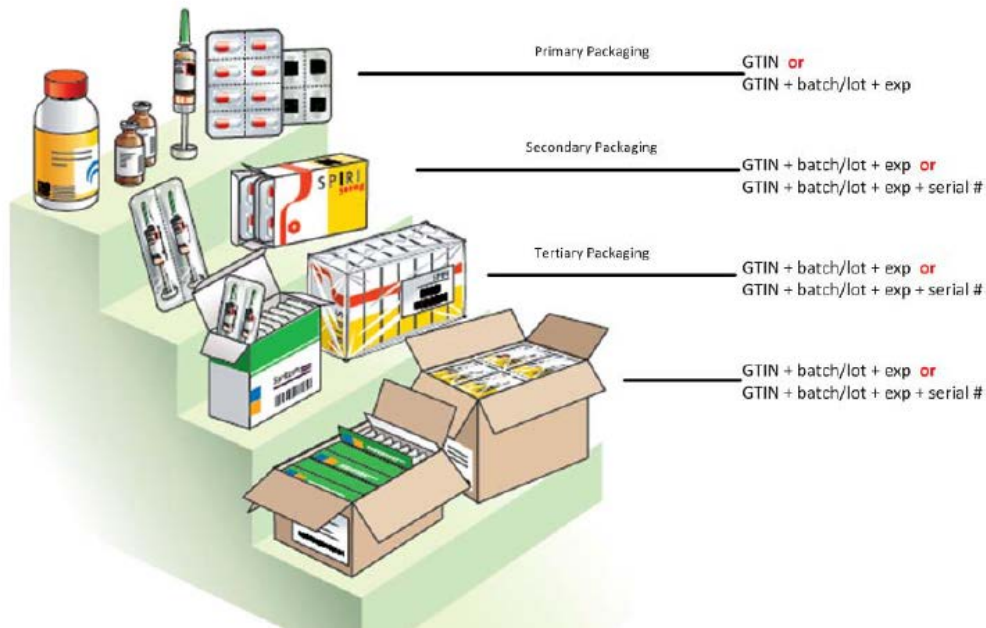 Primary Packaging
GTIN or
GTIN + batch/lot + exp
Secondary Packaging
GTIN + batch/lot + exp or
GTIN + batch/lot + exp + serial #
SPIRI
Tertiary Packaging
GTIN + batch/lot + exp or
GTIN + batch/lot + exp + serial #
GTIN + batch/lot + exp or
GTIN + batch/lot + exp + serial #